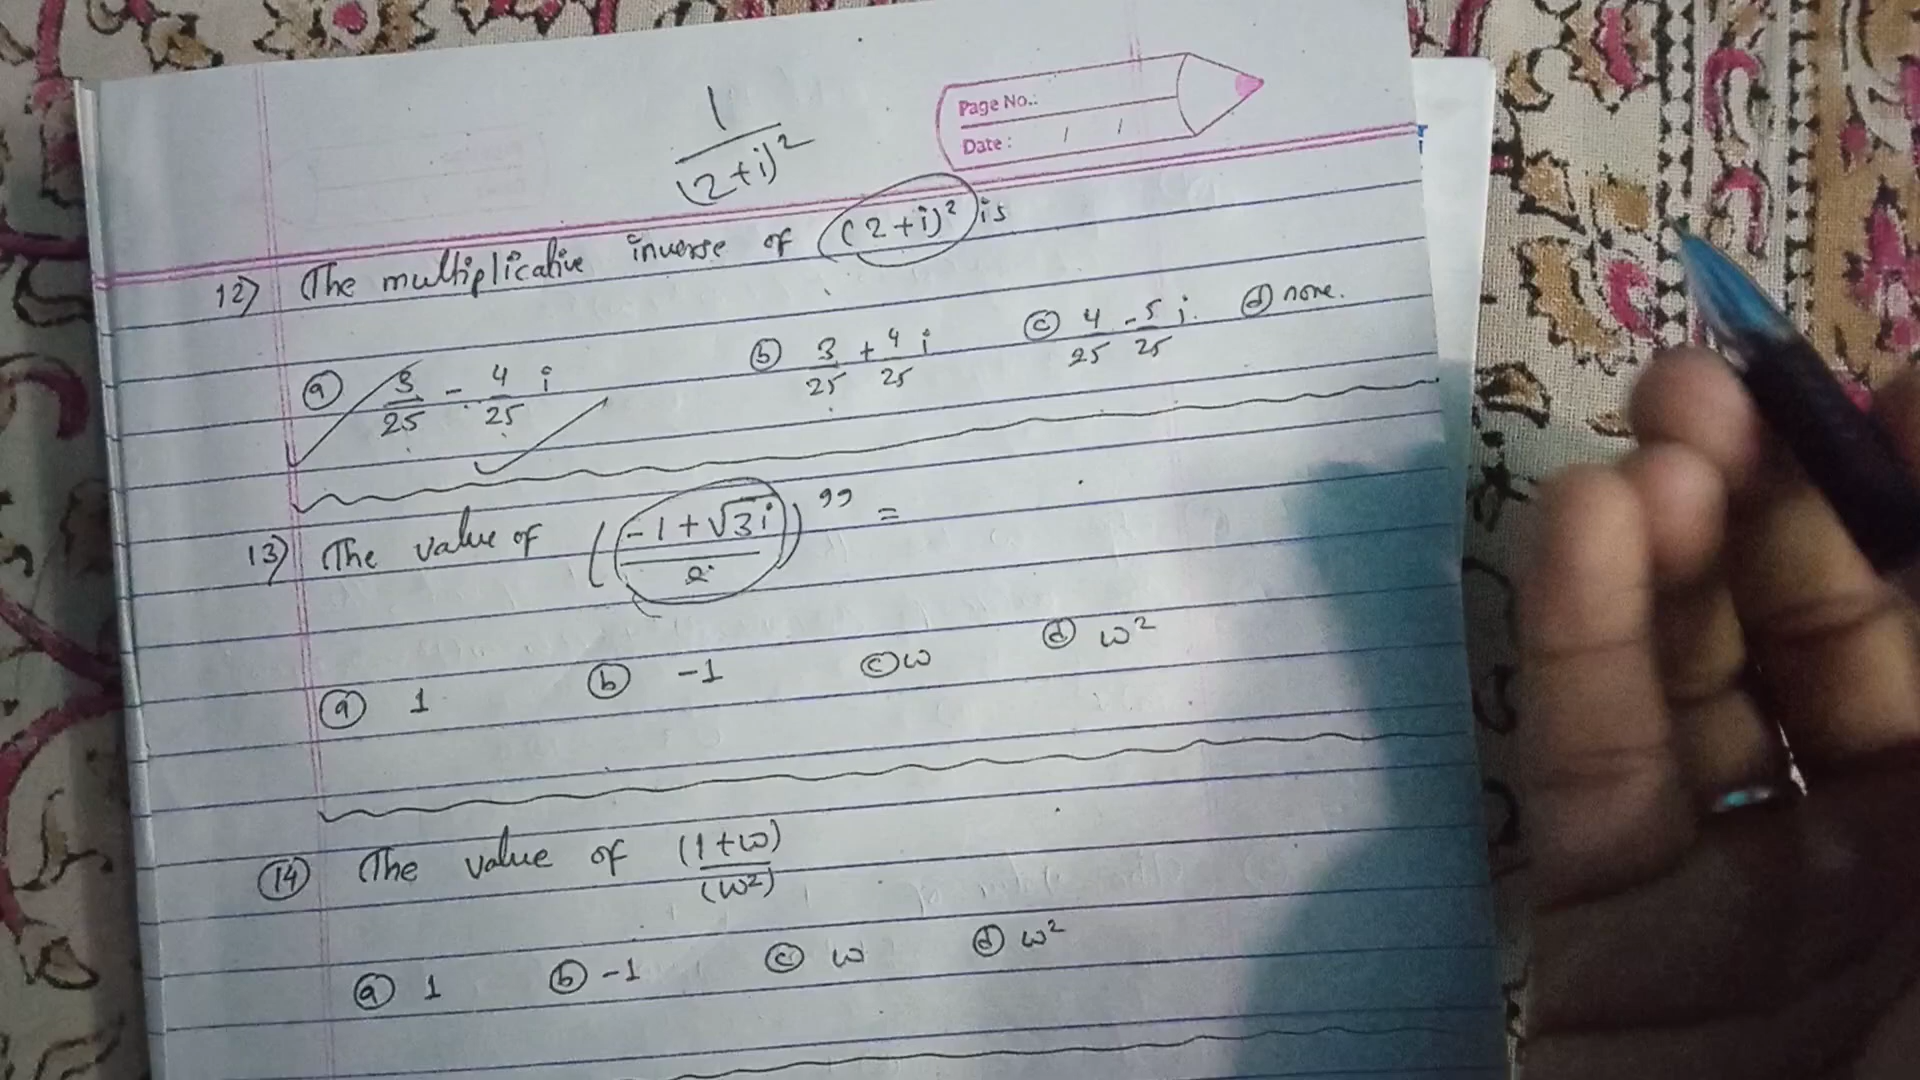 1
(2+i)²
Page No.:
Date : / /
12) The multiplicative inverse of (2+i)² is
ⓐ 3/25 - 4/25 i ⓑ 3/25 + 4/25 i ⓒ 4/25 - 5/25 i. ⓓ none.
13) The value of ((-1+√3i)/2)⁹⁹ =
ⓐ 1 ⓑ -1 ⓒ ω ⓓ ω²
⑭ The value of (1+ω)/(ω²)
ⓐ 1 ⓑ -1 ⓒ ω ⓓ ω²